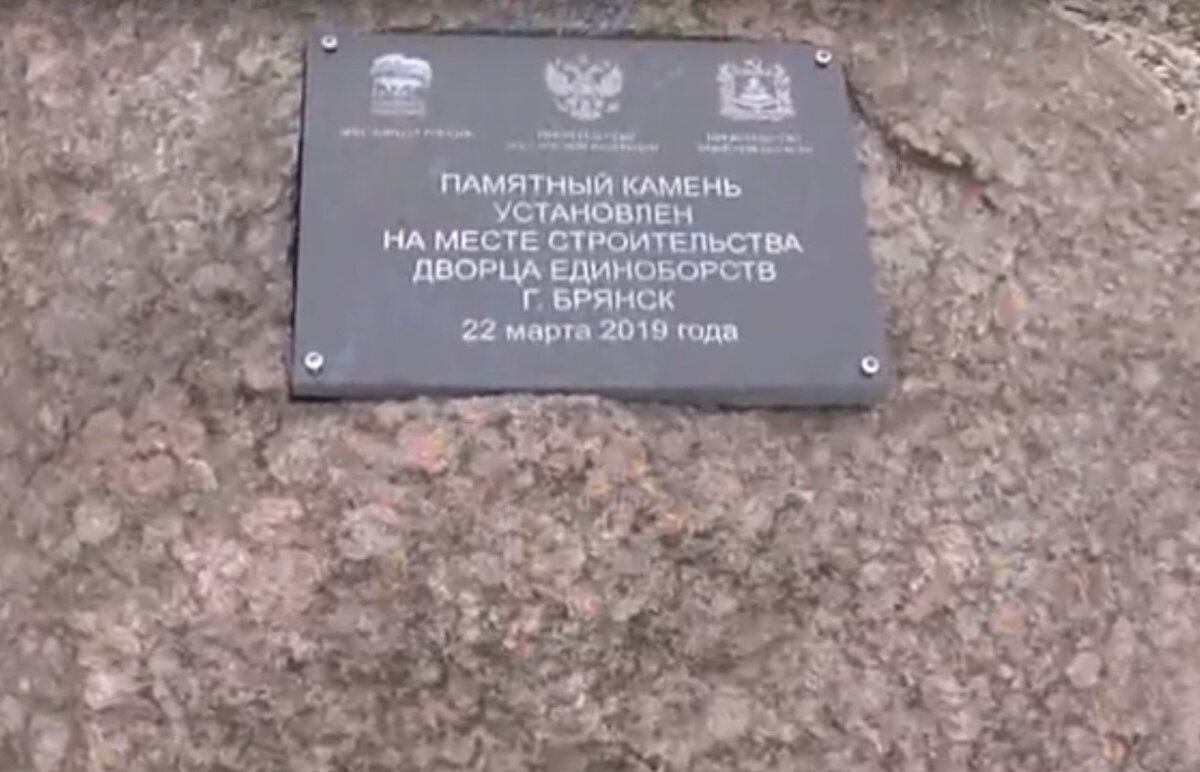 ПАМЯТНЫЙ КАМЕНЬ
УСТАНОВЛЕН
НА МЕСТЕ СТРОИТЕЛЬСТВА
ДВОРЦА ЕДИНОБОРСТВ
Г. БРЯНСК
22 марта 2019 года